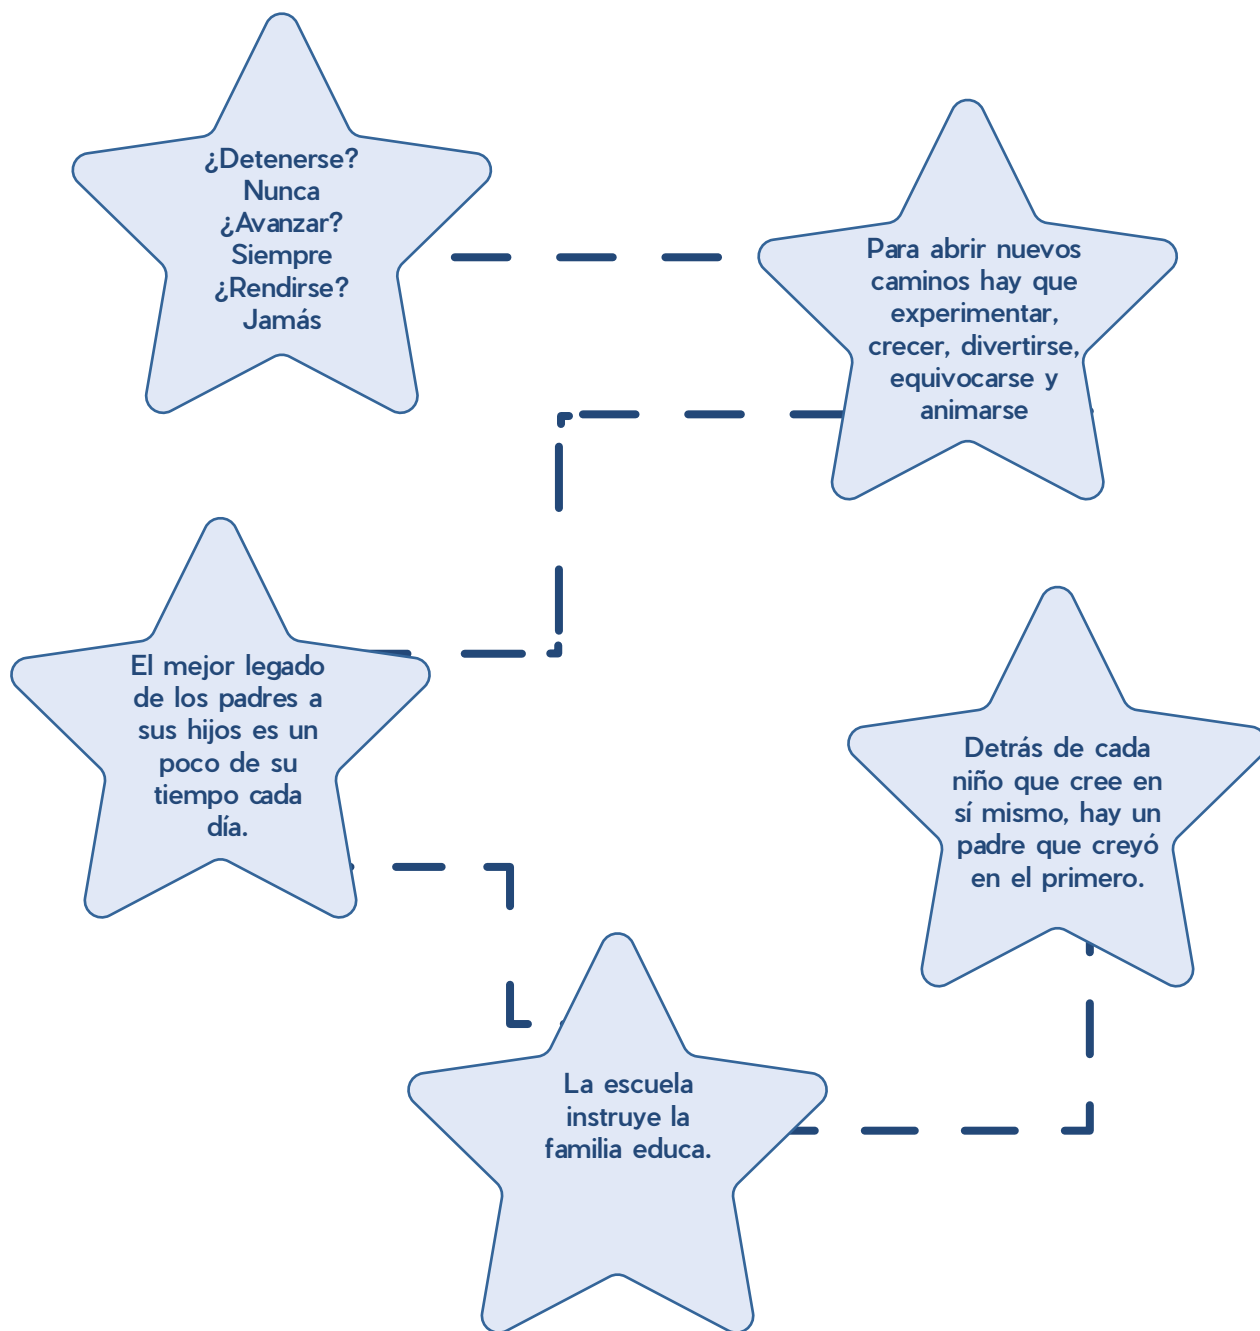 ¿Detenerse?
Nunca
¿Avanzar?
Siempre
¿Rendirse?
Jamás
Para abrir nuevos
caminos hay que
experimentar,
crecer, divertirse,
equivocarse y
animarse
El mejor legado
de los padres a
sus hijos es un
poco de su
tiempo cada
día.
Detrás de cada
niño que cree en
sí mismo, hay un
padre que creyó
en el primero.
La escuela
instruye la
familia educa.